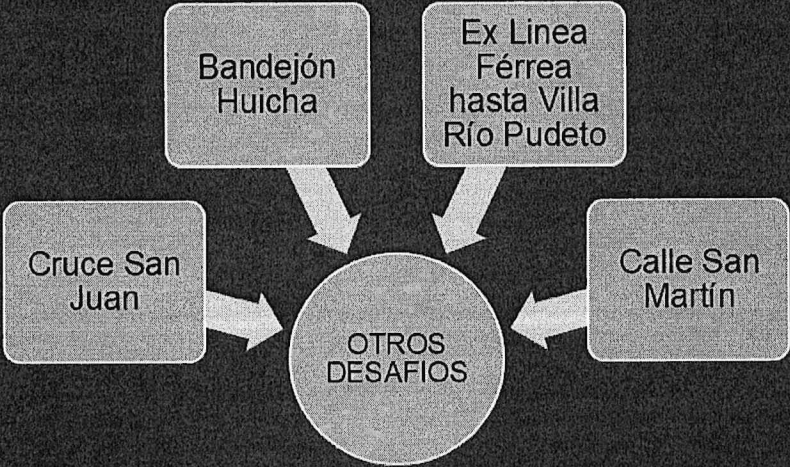 Bandejón
Huicha
Ex Linea
Férrea
hasta Villa
Río Pudeto
Cruce San
Juan
Calle San
Martín
OTROS
DESAFIOS